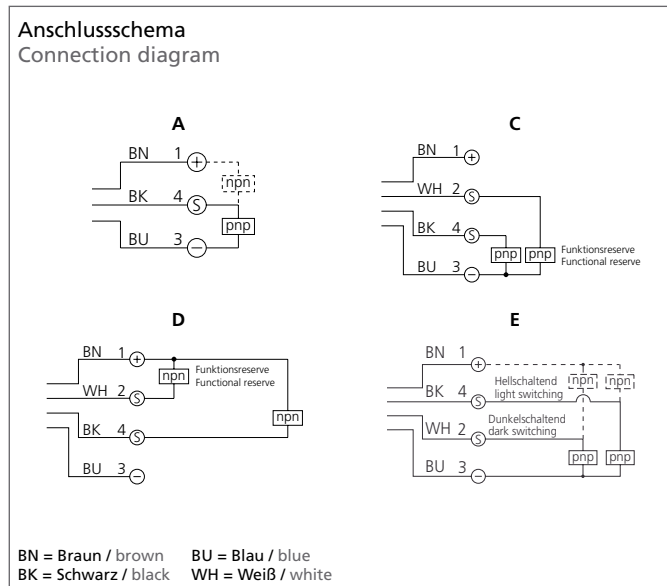 Anschlussschema
Connection diagram
A
BN 1 +
npn
BK 4 S
pnp
BU 3 −
C
BN 1 +
WH 2 S
BK 4 S
pnp pnp Funktionsreserve
Functional reserve
BU 3 −
D
BN 1 +
npn Funktionsreserve
Functional reserve
WH 2 S
npn
BK 4 S
BU 3 −
E
BN 1 +
npn npn
Hellschaltend
BK 4 light switching
S
Dunkelschaltend
WH 2 dark switching
S
pnp pnp
BU 3 −
BN = Braun / brown BU = Blau / blue
BK = Schwarz / black WH = Weiß / white